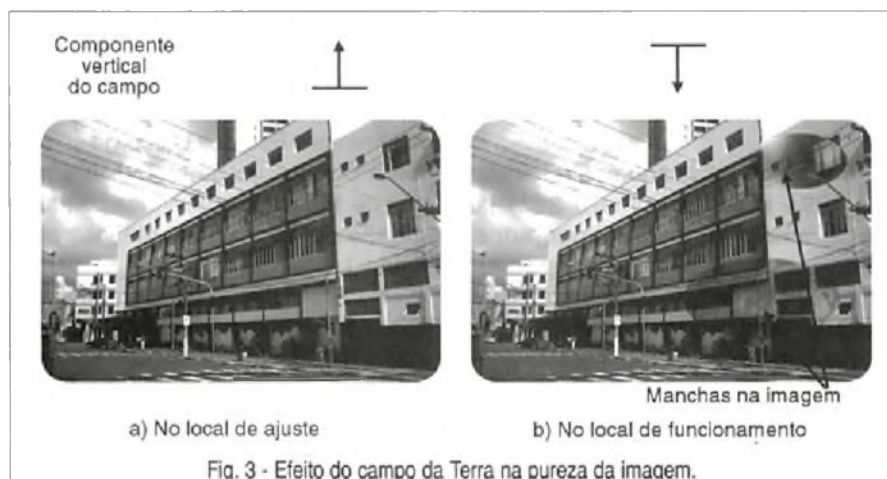 Componente
vertical
do campo
Manchas na imagem
a) No local de ajuste
b) No local de funcionamento
Fig. 3 - Efeito do campo da Terra na pureza da imagem.